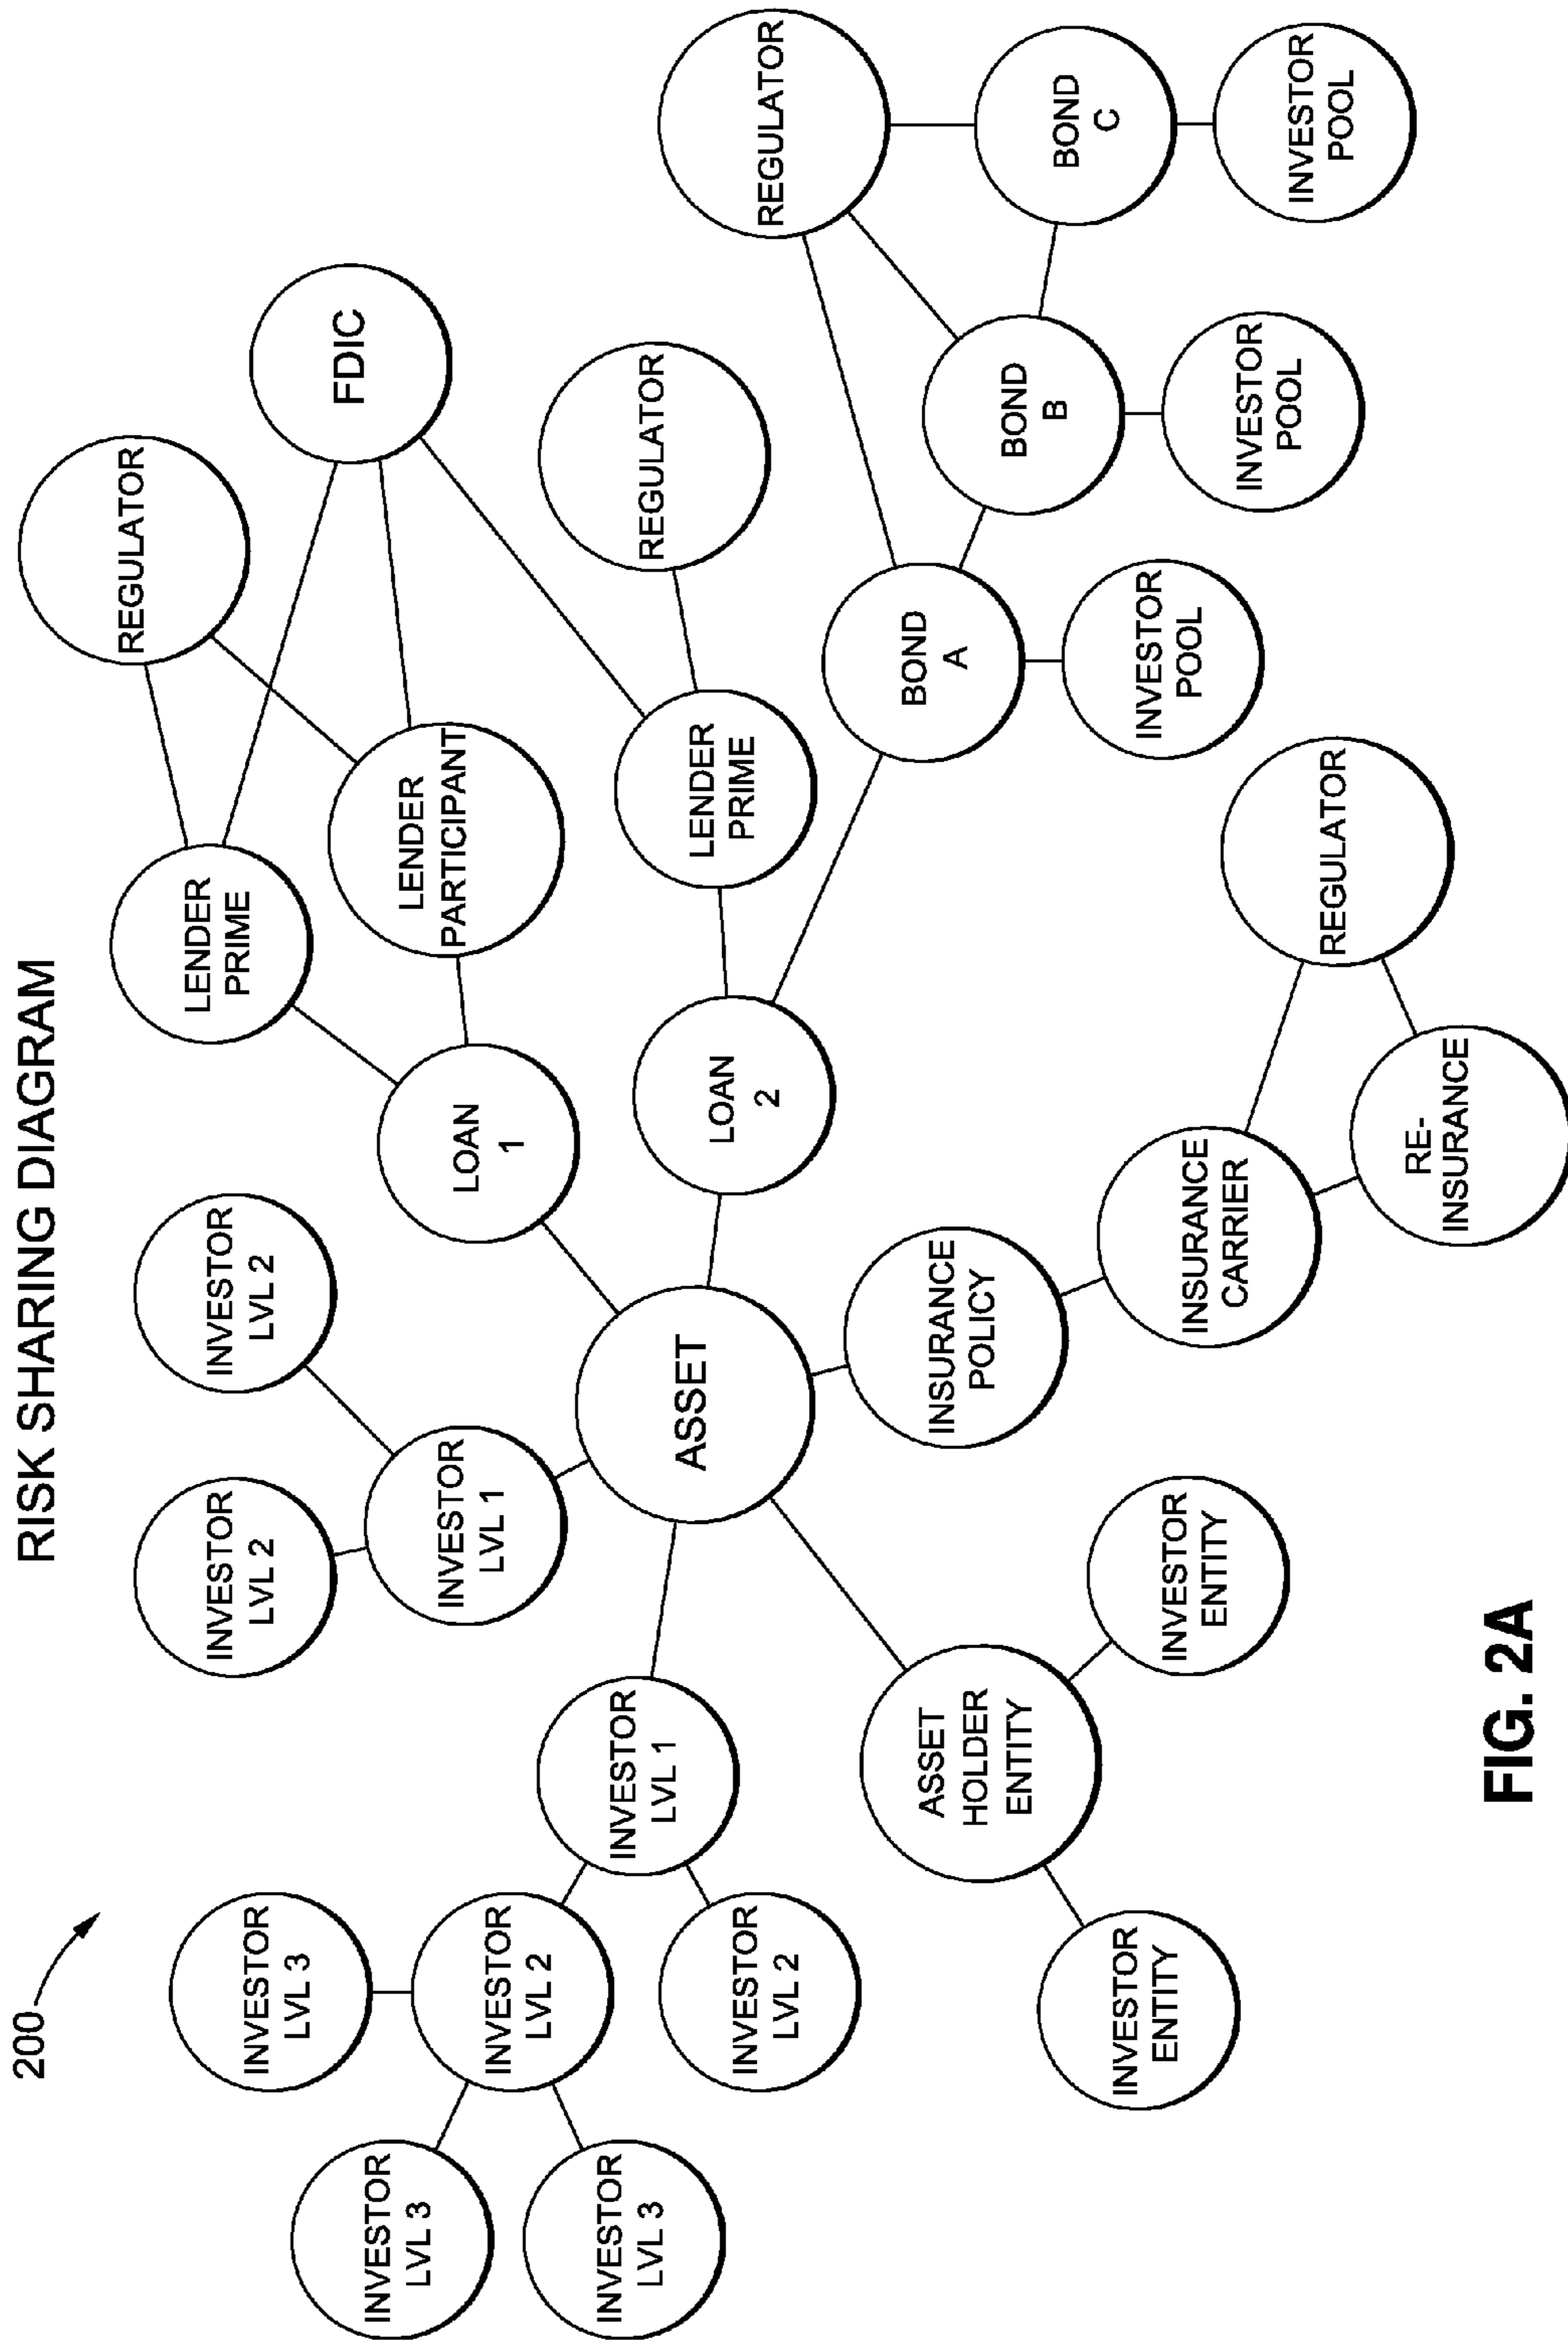 RISK SHARING DIAGRAM
200
INVESTOR
LVL 3
INVESTOR
LVL 3
INVESTOR
LVL 3
INVESTOR
LVL 2
INVESTOR
LVL 2
INVESTOR
LVL 1
INVESTOR
LVL 2
INVESTOR
LVL 2
INVESTOR
LVL 1
ASSET
LOAN
1
LENDER
PRIME
LENDER
PARTICIPANT
REGULATOR
FDIC
LOAN
2
LENDER
PRIME
REGULATOR
BOND
A
BOND
B
BOND
C
REGULATOR
INVESTOR
POOL
INVESTOR
POOL
INVESTOR
POOL
INSURANCE
POLICY
INSURANCE
CARRIER
RE-
INSURANCE
REGULATOR
ASSET
HOLDER
ENTITY
INVESTOR
ENTITY
INVESTOR
ENTITY
FIG. 2A